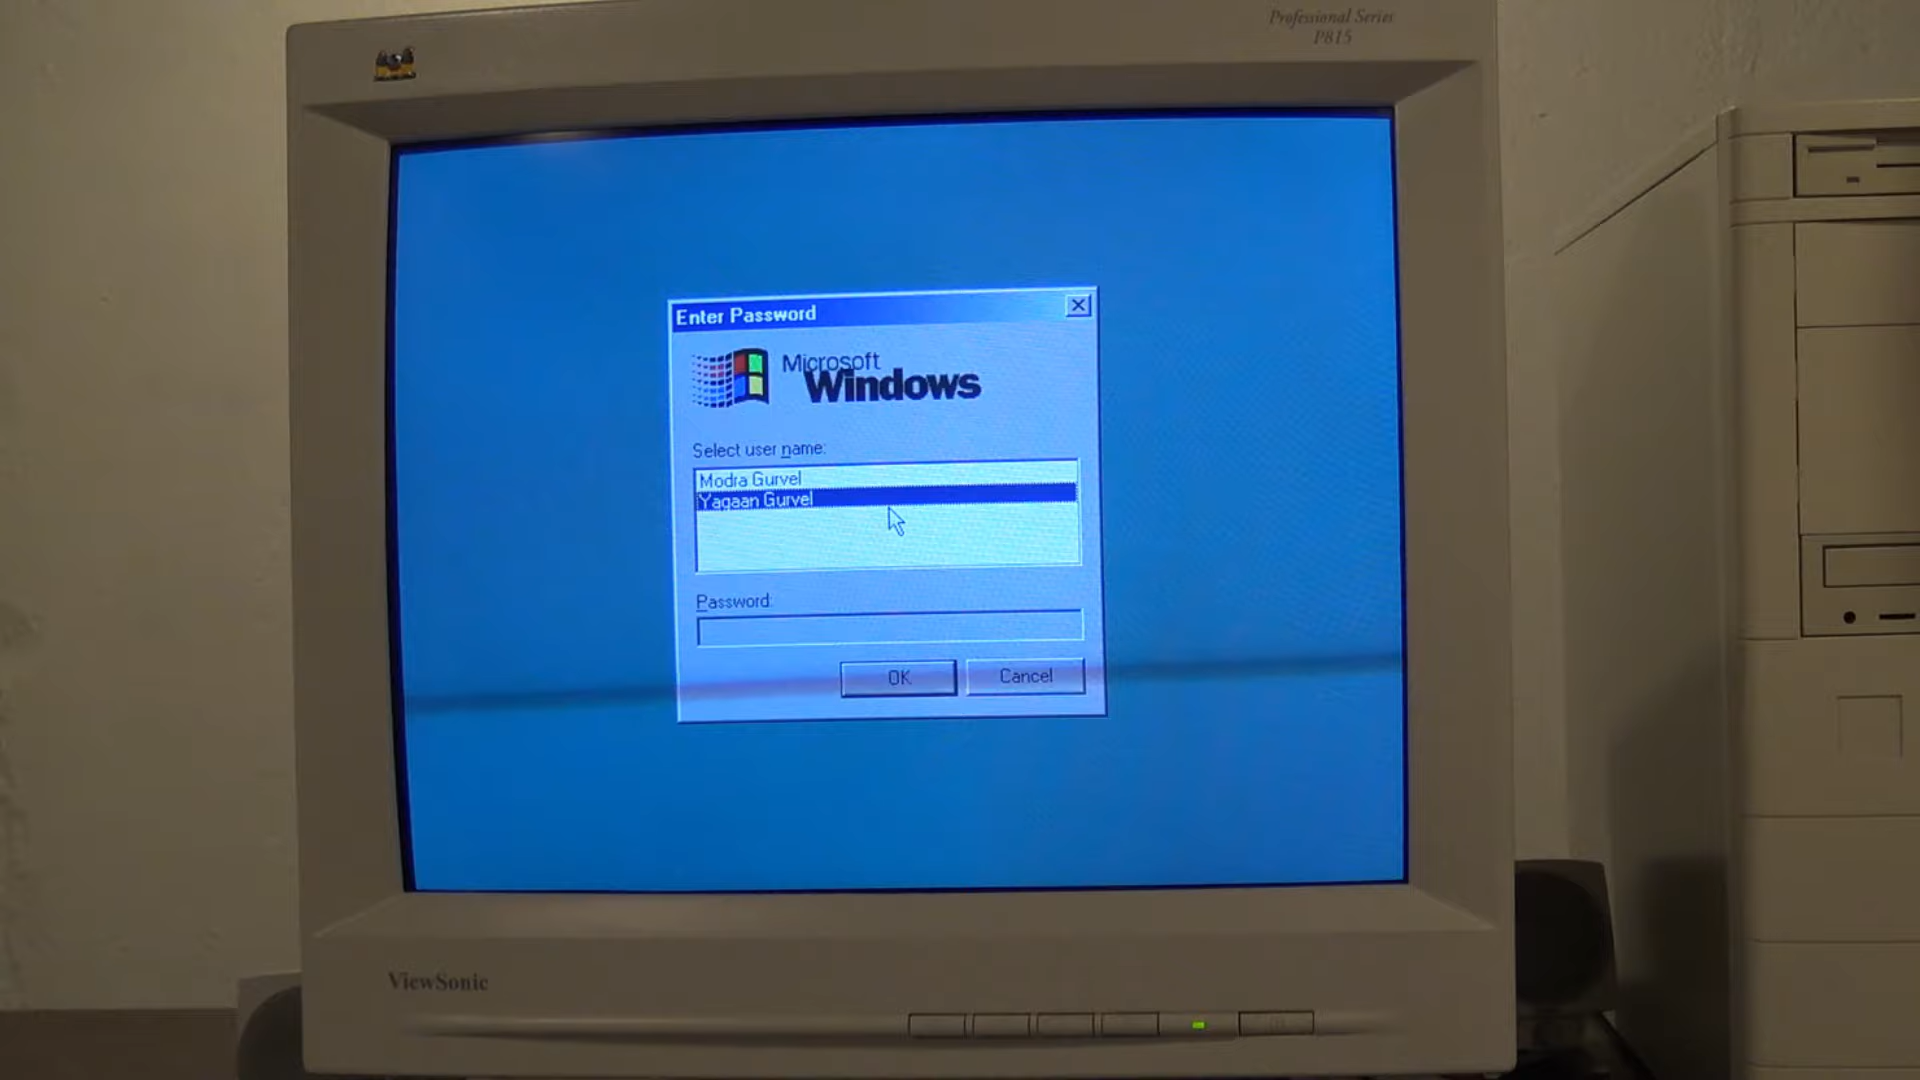 Professional Series
P815
Enter Password
Microsoft
Windows
Select user name:
Modra Gurvel
Yagaan Gurvel
Password:
OK
Cancel
ViewSonic